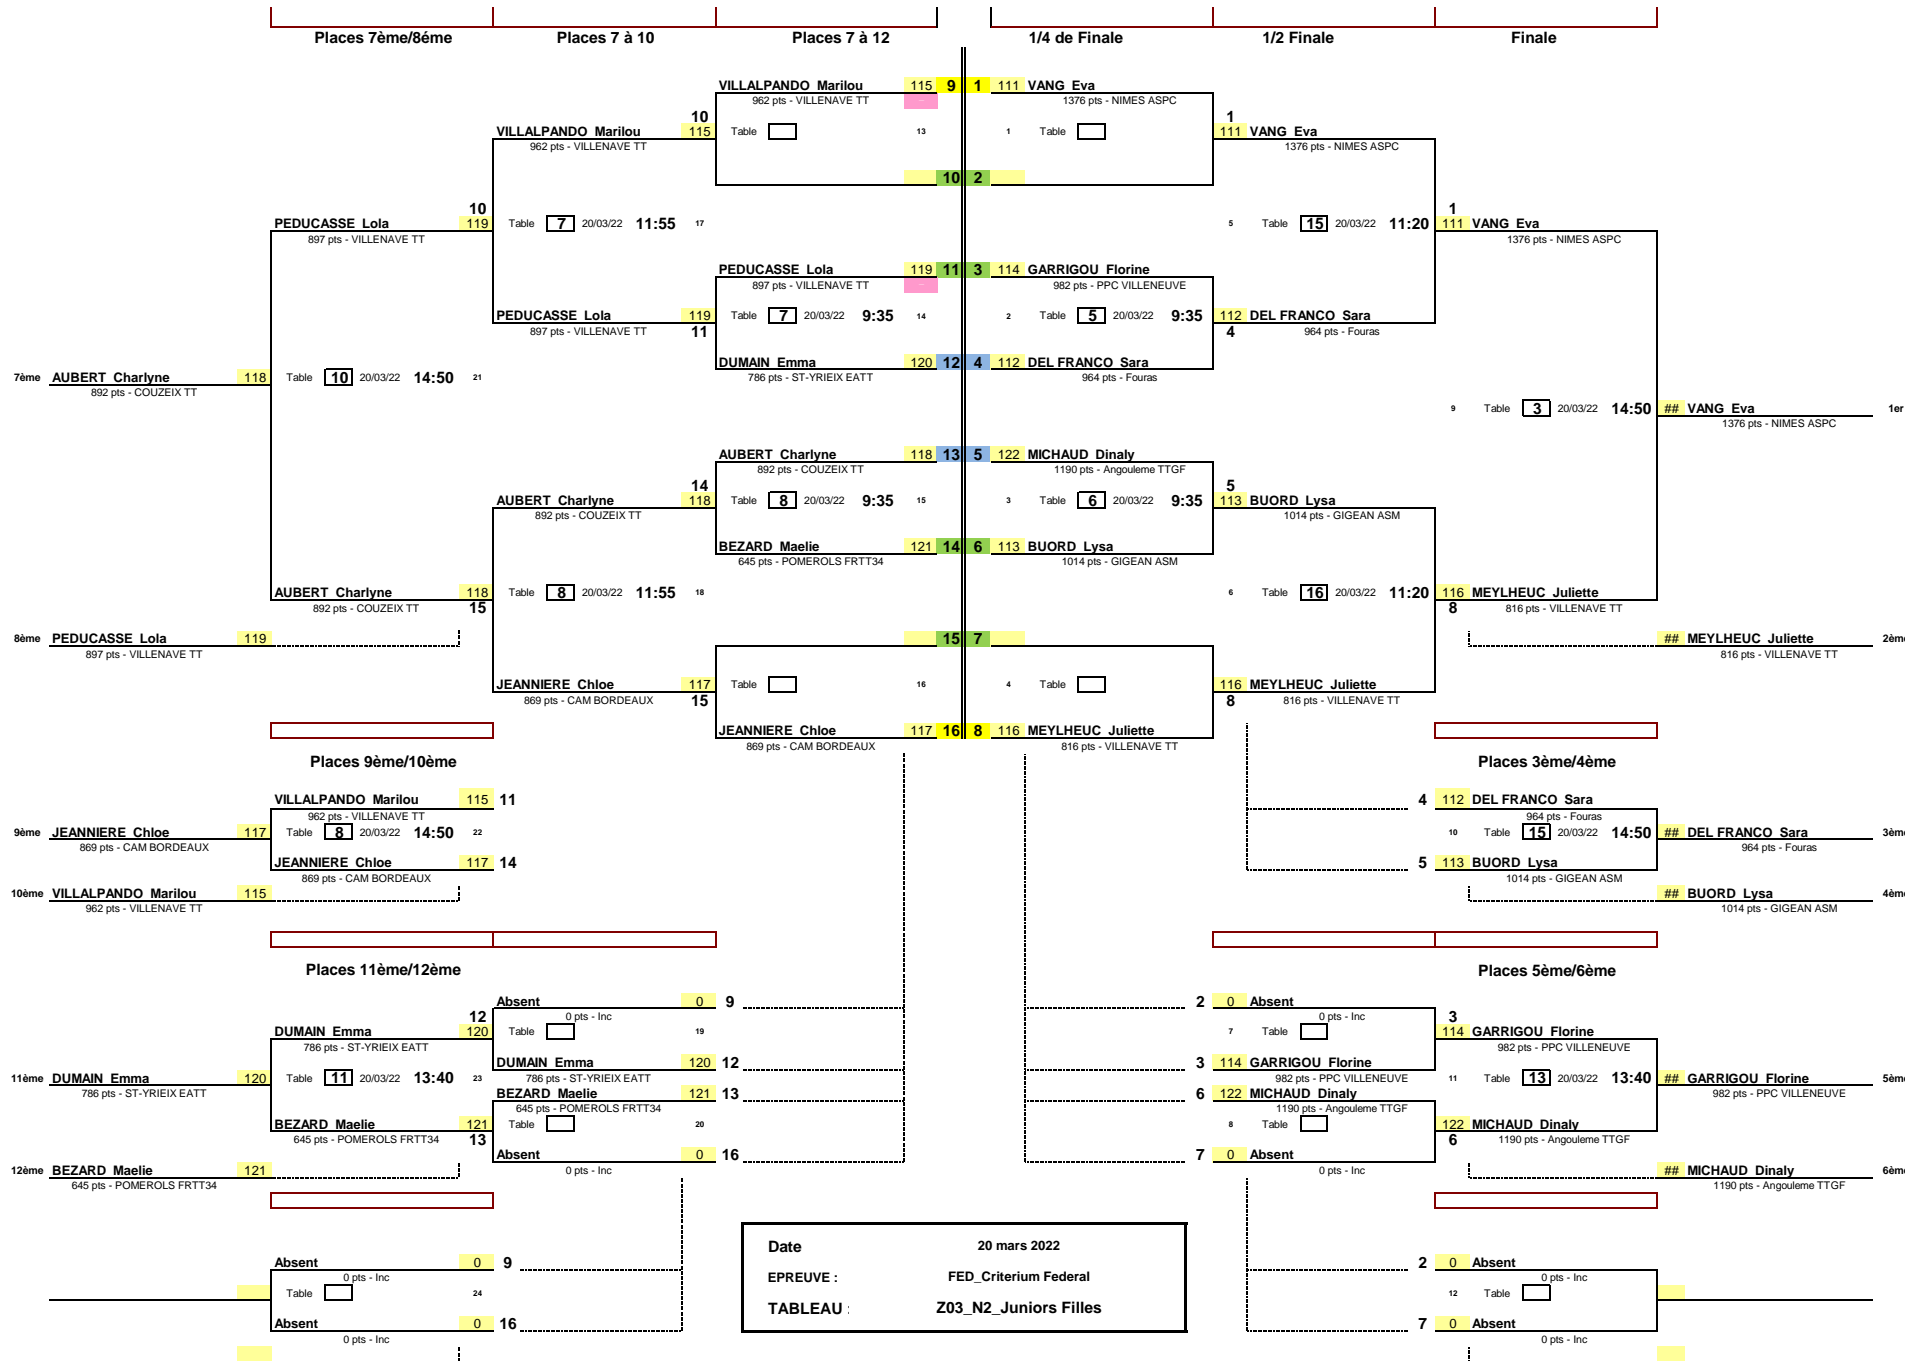 Places 7ème/8éme Places 7 à 10 Places 7 à 12 1/4 de Finale 1/2 Finale Finale
VILLALPANDO Marilou 115 9 1 111 VANG Eva
962 pts - VILLENAVE TT 1376 pts - NIMES ASPC
10 1
VILLALPANDO Marilou 115 Table 13 1 Table 111 VANG Eva
962 pts - VILLENAVE TT 1376 pts - NIMES ASPC
10 2
10 1
PEDUCASSE Lola 119 Table 7 20/03/22 11:55 17 5 Table 15 20/03/22 11:20 111 VANG Eva
897 pts - VILLENAVE TT 1376 pts - NIMES ASPC
PEDUCASSE Lola 119 11 3 114 GARRIGOU Florine
897 pts - VILLENAVE TT 982 pts - PPC VILLENEUVE
PEDUCASSE Lola 119 Table 7 20/03/22 9:35 14 2 Table 5 20/03/22 9:35 112 DEL FRANCO Sara
897 pts - VILLENAVE TT 11 4 964 pts - Fouras
DUMAIN Emma 120 12 4 112 DEL FRANCO Sara
786 pts - ST-YRIEIX EATT 964 pts - Fouras
7ème AUBERT Charlyne 118 Table 10 20/03/22 14:50 21
892 pts - COUZEIX TT
9 Table 3 20/03/22 14:50 ## VANG Eva 1er
1376 pts - NIMES ASPC
AUBERT Charlyne 118 13 5 122 MICHAUD Dinaly
892 pts - COUZEIX TT 1190 pts - Angouleme TTGF
14 5
AUBERT Charlyne 118 Table 8 20/03/22 9:35 15 3 Table 6 20/03/22 9:35 113 BUORD Lysa
892 pts - COUZEIX TT 1014 pts - GIGEAN ASM
BEZARD Maelie 121 14 6 113 BUORD Lysa
645 pts - POMEROLS FRTT34 1014 pts - GIGEAN ASM
AUBERT Charlyne 118 Table 8 20/03/22 11:55 18 6 Table 16 20/03/22 11:20 116 MEYLHEUC Juliette
892 pts - COUZEIX TT 15 8 816 pts - VILLENAVE TT
8ème PEDUCASSE Lola 119 15 7 ## MEYLHEUC Juliette 2èm
897 pts - VILLENAVE TT 816 pts - VILLENAVE TT
JEANNIERE Chloe 117 Table 16 4 Table 116 MEYLHEUC Juliette
869 pts - CAM BORDEAUX 15 8 816 pts - VILLENAVE TT
JEANNIERE Chloe 117 16 8 116 MEYLHEUC Juliette
869 pts - CAM BORDEAUX 816 pts - VILLENAVE TT
Places 9ème/10ème Places 3ème/4ème
VILLALPANDO Marilou 115 11 4 112 DEL FRANCO Sara
962 pts - VILLENAVE TT 964 pts - Fouras
9ème JEANNIERE Chloe 117 Table 8 20/03/22 14:50 22 10 Table 15 20/03/22 14:50 ## DEL FRANCO Sara 3èm
869 pts - CAM BORDEAUX 964 pts - Fouras
JEANNIERE Chloe 117 14 5 113 BUORD Lysa
869 pts - CAM BORDEAUX 1014 pts - GIGEAN ASM
10ème VILLALPANDO Marilou 115 ## BUORD Lysa 4èm
962 pts - VILLENAVE TT 1014 pts - GIGEAN ASM
Places 11ème/12ème Places 5ème/6ème
Absent 0 9 2 0 Absent
0 pts - Inc 0 pts - Inc
12 3
DUMAIN Emma 120 Table 19 7 Table 114 GARRIGOU Florine
786 pts - ST-YRIEIX EATT 982 pts - PPC VILLENEUVE
DUMAIN Emma 120 12 3 114 GARRIGOU Florine
11ème DUMAIN Emma 120 Table 11 20/03/22 13:40 23 786 pts - ST-YRIEIX EATT 982 pts - PPC VILLENEUVE 11 Table 13 20/03/22 13:40 ## GARRIGOU Florine 5èm
786 pts - ST-YRIEIX EATT BEZARD Maelie 121 13 6 122 MICHAUD Dinaly 982 pts - PPC VILLENEUVE
645 pts - POMEROLS FRTT34 1190 pts - Angouleme TTGF
BEZARD Maelie 121 Table 20 8 Table 122 MICHAUD Dinaly
645 pts - POMEROLS FRTT34 13 6 1190 pts - Angouleme TTGF
Absent 0 16 7 0 Absent
12ème BEZARD Maelie 121 0 pts - Inc 0 pts - Inc ## MICHAUD Dinaly 6èm
645 pts - POMEROLS FRTT34 1190 pts - Angouleme TTGF
Date 20 mars 2022
Absent 0 9 2 0 Absent
0 pts - Inc EPREUVE : FED_Criterium Federal 0 pts - Inc
Table 24 12 Table
TABLEAU : Z03_N2_Juniors Filles
Absent 0 16 7 0 Absent
0 pts - Inc 0 pts - Inc